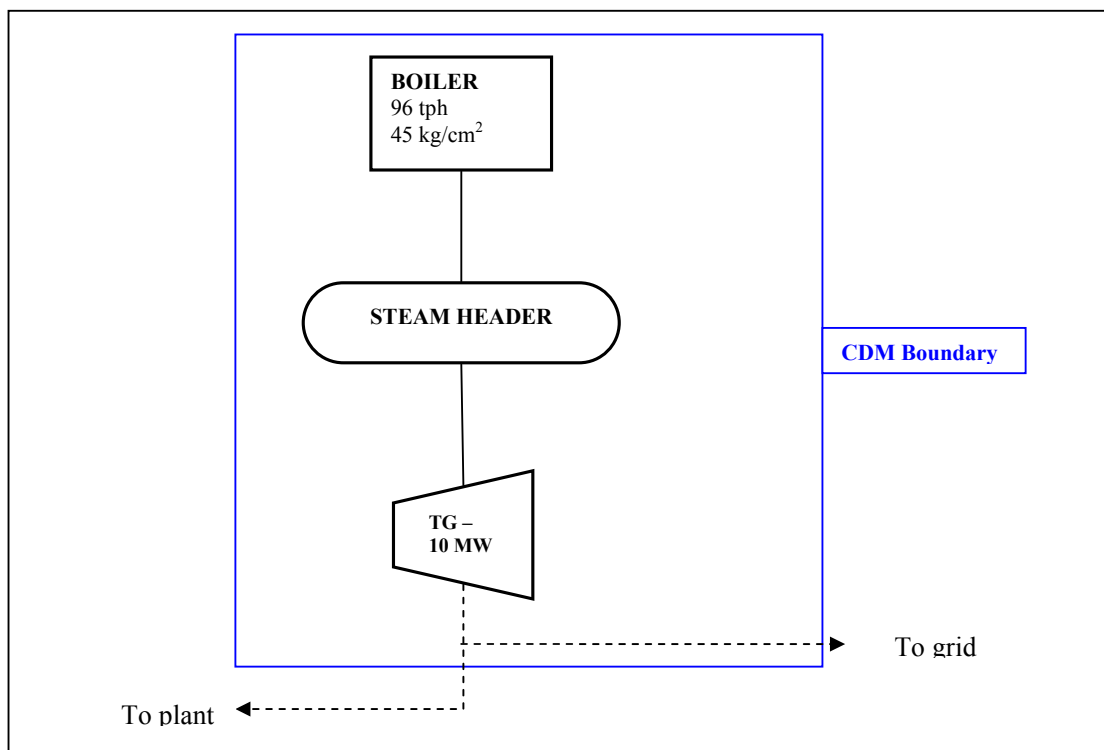 BOILER
96 tph
45 kg/cm²
STEAM HEADER
CDM Boundary
TG –
10 MW
To grid
To plant